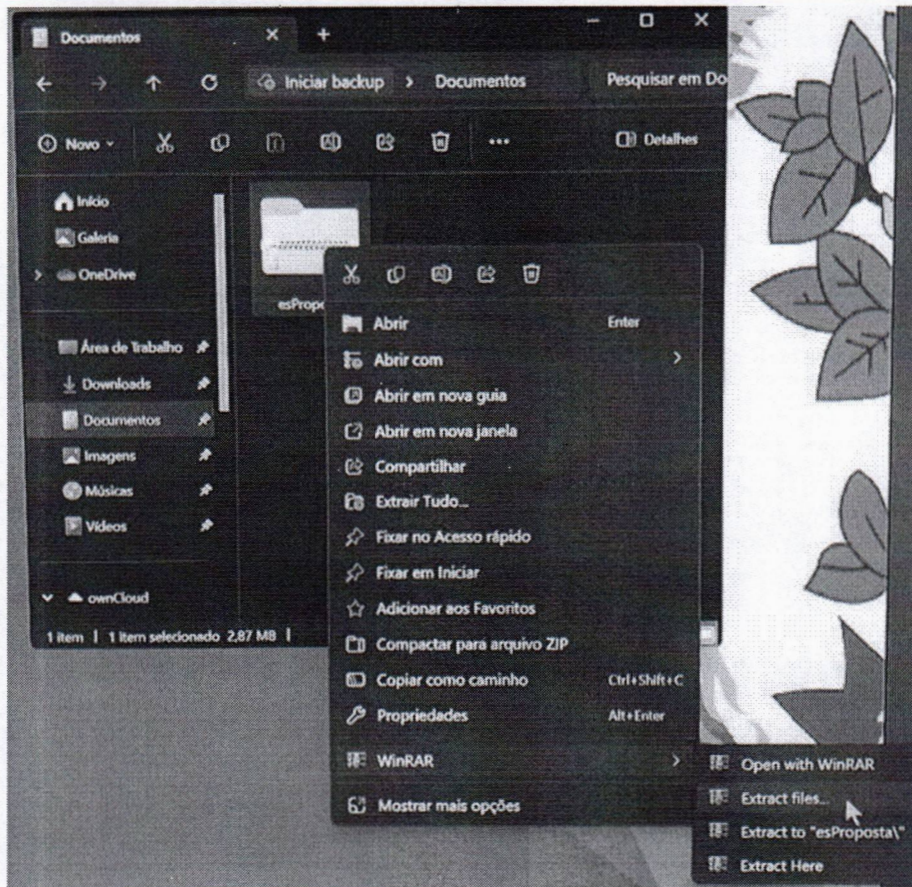 Documentos
Iniciar backup > Documentos
Pesquisar em Do
Novo
Detalhes
Início
Galeria
OneDrive
Área de Trabalho
Downloads
Documentos
Imagens
Músicas
Vídeos
ownCloud
1 item | 1 item selecionado 2,87 MB |
esPropo
Abrir Enter
Abrir com
Abrir em nova guia
Abrir em nova janela
Compartilhar
Extrair Tudo...
Fixar no Acesso rápido
Fixar em Iniciar
Adicionar aos Favoritos
Compactar para arquivo ZIP
Copiar como caminho Ctrl+Shift+C
Propriedades Alt+Enter
WinRAR
Mostrar mais opções
Open with WinRAR
Extract files...
Extract to "esProposta\"
Extract Here